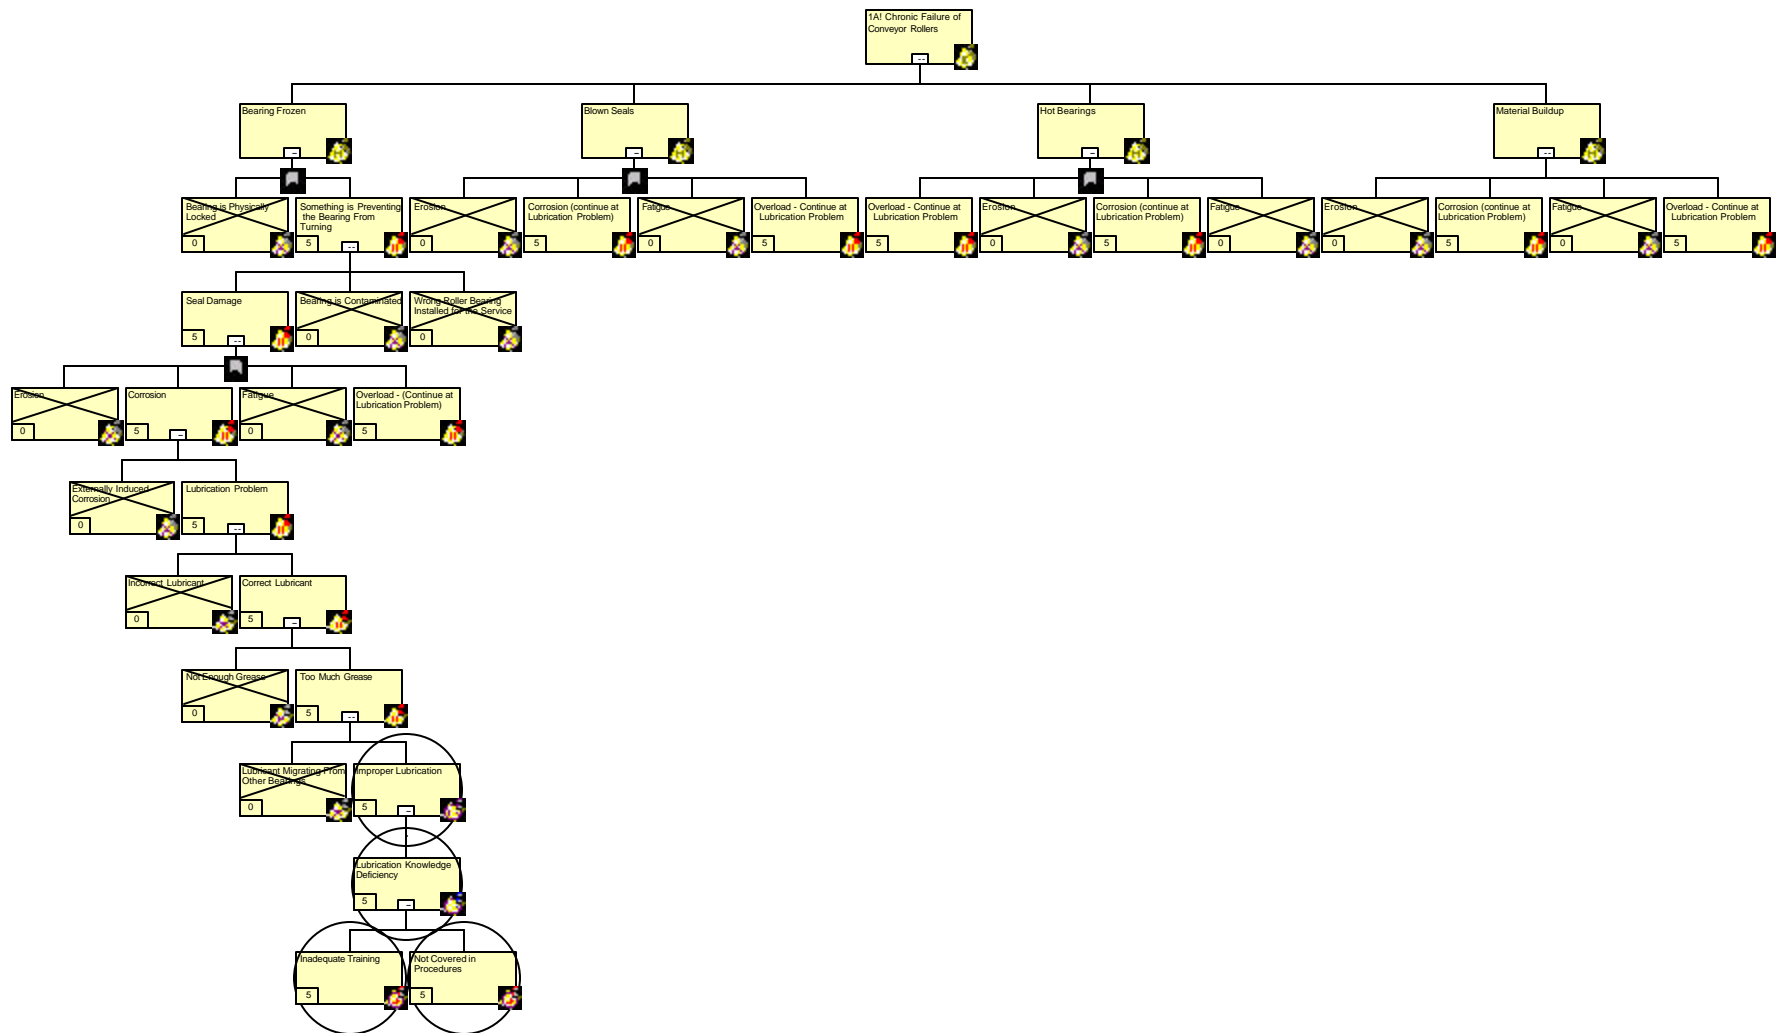 1A! Chronic Failure of
Conveyor Rollers
--
Bearing Frozen
–
Blown Seals
–
Hot Bearings
–
Material Buildup
--
Bearing is Physically
Locked
0
Something is Preventing
the Bearing From
Turning
5
--
Erosion
0
Corrosion (continue at
Lubrication Problem)
5
Fatigue
0
Overload - Continue at
Lubrication Problem
5
Overload - Continue at
Lubrication Problem
5
Erosion
0
Corrosion (continue at
Lubrication Problem)
5
Fatigue
0
Erosion
0
Corrosion (continue at
Lubrication Problem)
5
Fatigue
0
Overload - Continue at
Lubrication Problem
5
Seal Damage
5
--
Bearing is Contaminated
0
Wrong Roller Bearing
Installed for the Service
0
Erosion
0
Corrosion
5
–
Fatigue
0
Overload - (Continue at
Lubrication Problem)
5
Externally Induced
Corrosion
0
Lubrication Problem
5
--
Incorrect Lubricant
0
Correct Lubricant
5
–
Not Enough Grease
0
Too Much Grease
5
--
Lubricant Migrating From
Other Bearings
0
Improper Lubrication
5
–
Lubrication Knowledge
Deficiency
5
–
Inadequate Training
5
Not Covered in
Procedures
5